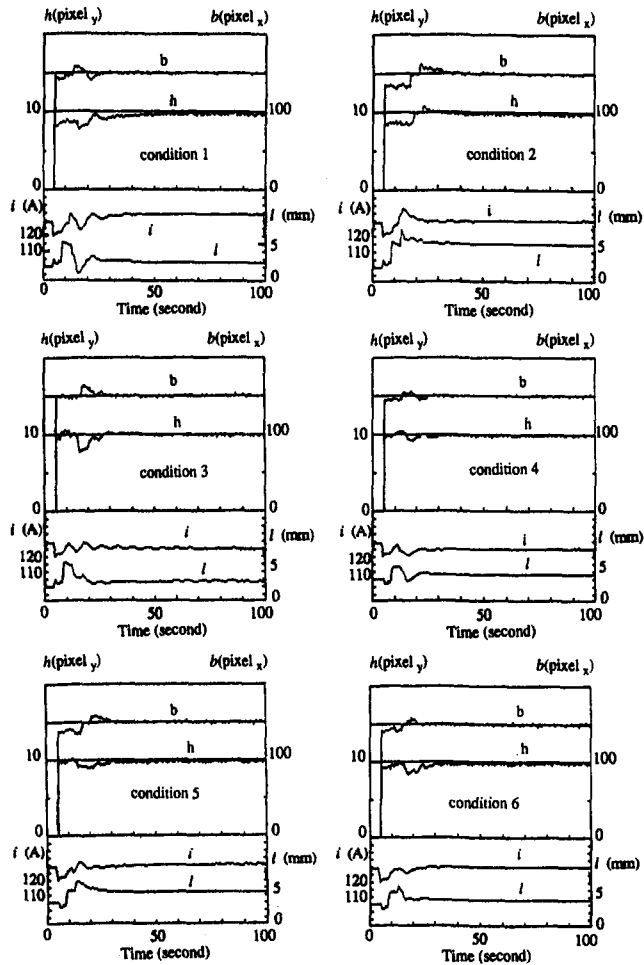 h(pixel y) b(pixel x)
b
10 h 100
condition 1
0 0
i (A) l (mm)
120 i 5
110 l
0
50 100
Time (second)
h(pixel y) b(pixel x)
b
10 h 100
condition 2
0 0
i (A) i l (mm)
120 5
110 l
0
0 50 100
Time (second)
h(pixel y) b(pixel x)
b
10 h 100
condition 3
0 0
i (A) i l (mm)
120 5
110 l
0
0 50 100
Time (second)
h(pixel y) b(pixel x)
b
10 h 100
condition 4
0 0
i (A) i l (mm)
120 5
110 l
0
0 50 100
Time (second)
h(pixel y) b(pixel x)
b
10 h 100
condition 5
0 0
i (A) i l (mm)
120 5
110 l
0
0 50 100
Time (second)
h(pixel y) b(pixel x)
b
10 h 100
condition 6
0 0
i (A) i l (mm)
120 5
110 l
0
0 50 100
Time (second)